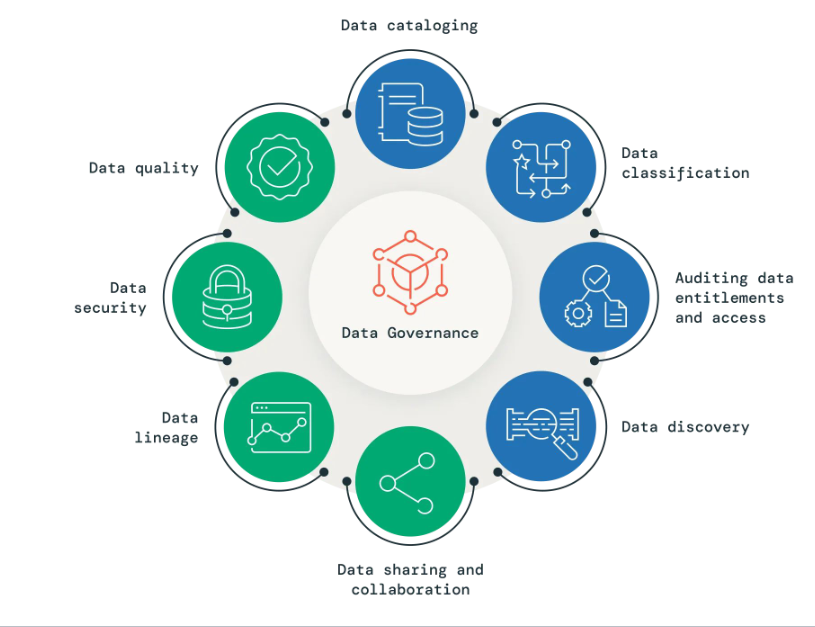 Data cataloging
Data
classification
Auditing data
entitlements
and access
Data discovery
Data sharing and
collaboration
Data
lineage
Data
security
Data quality
Data Governance